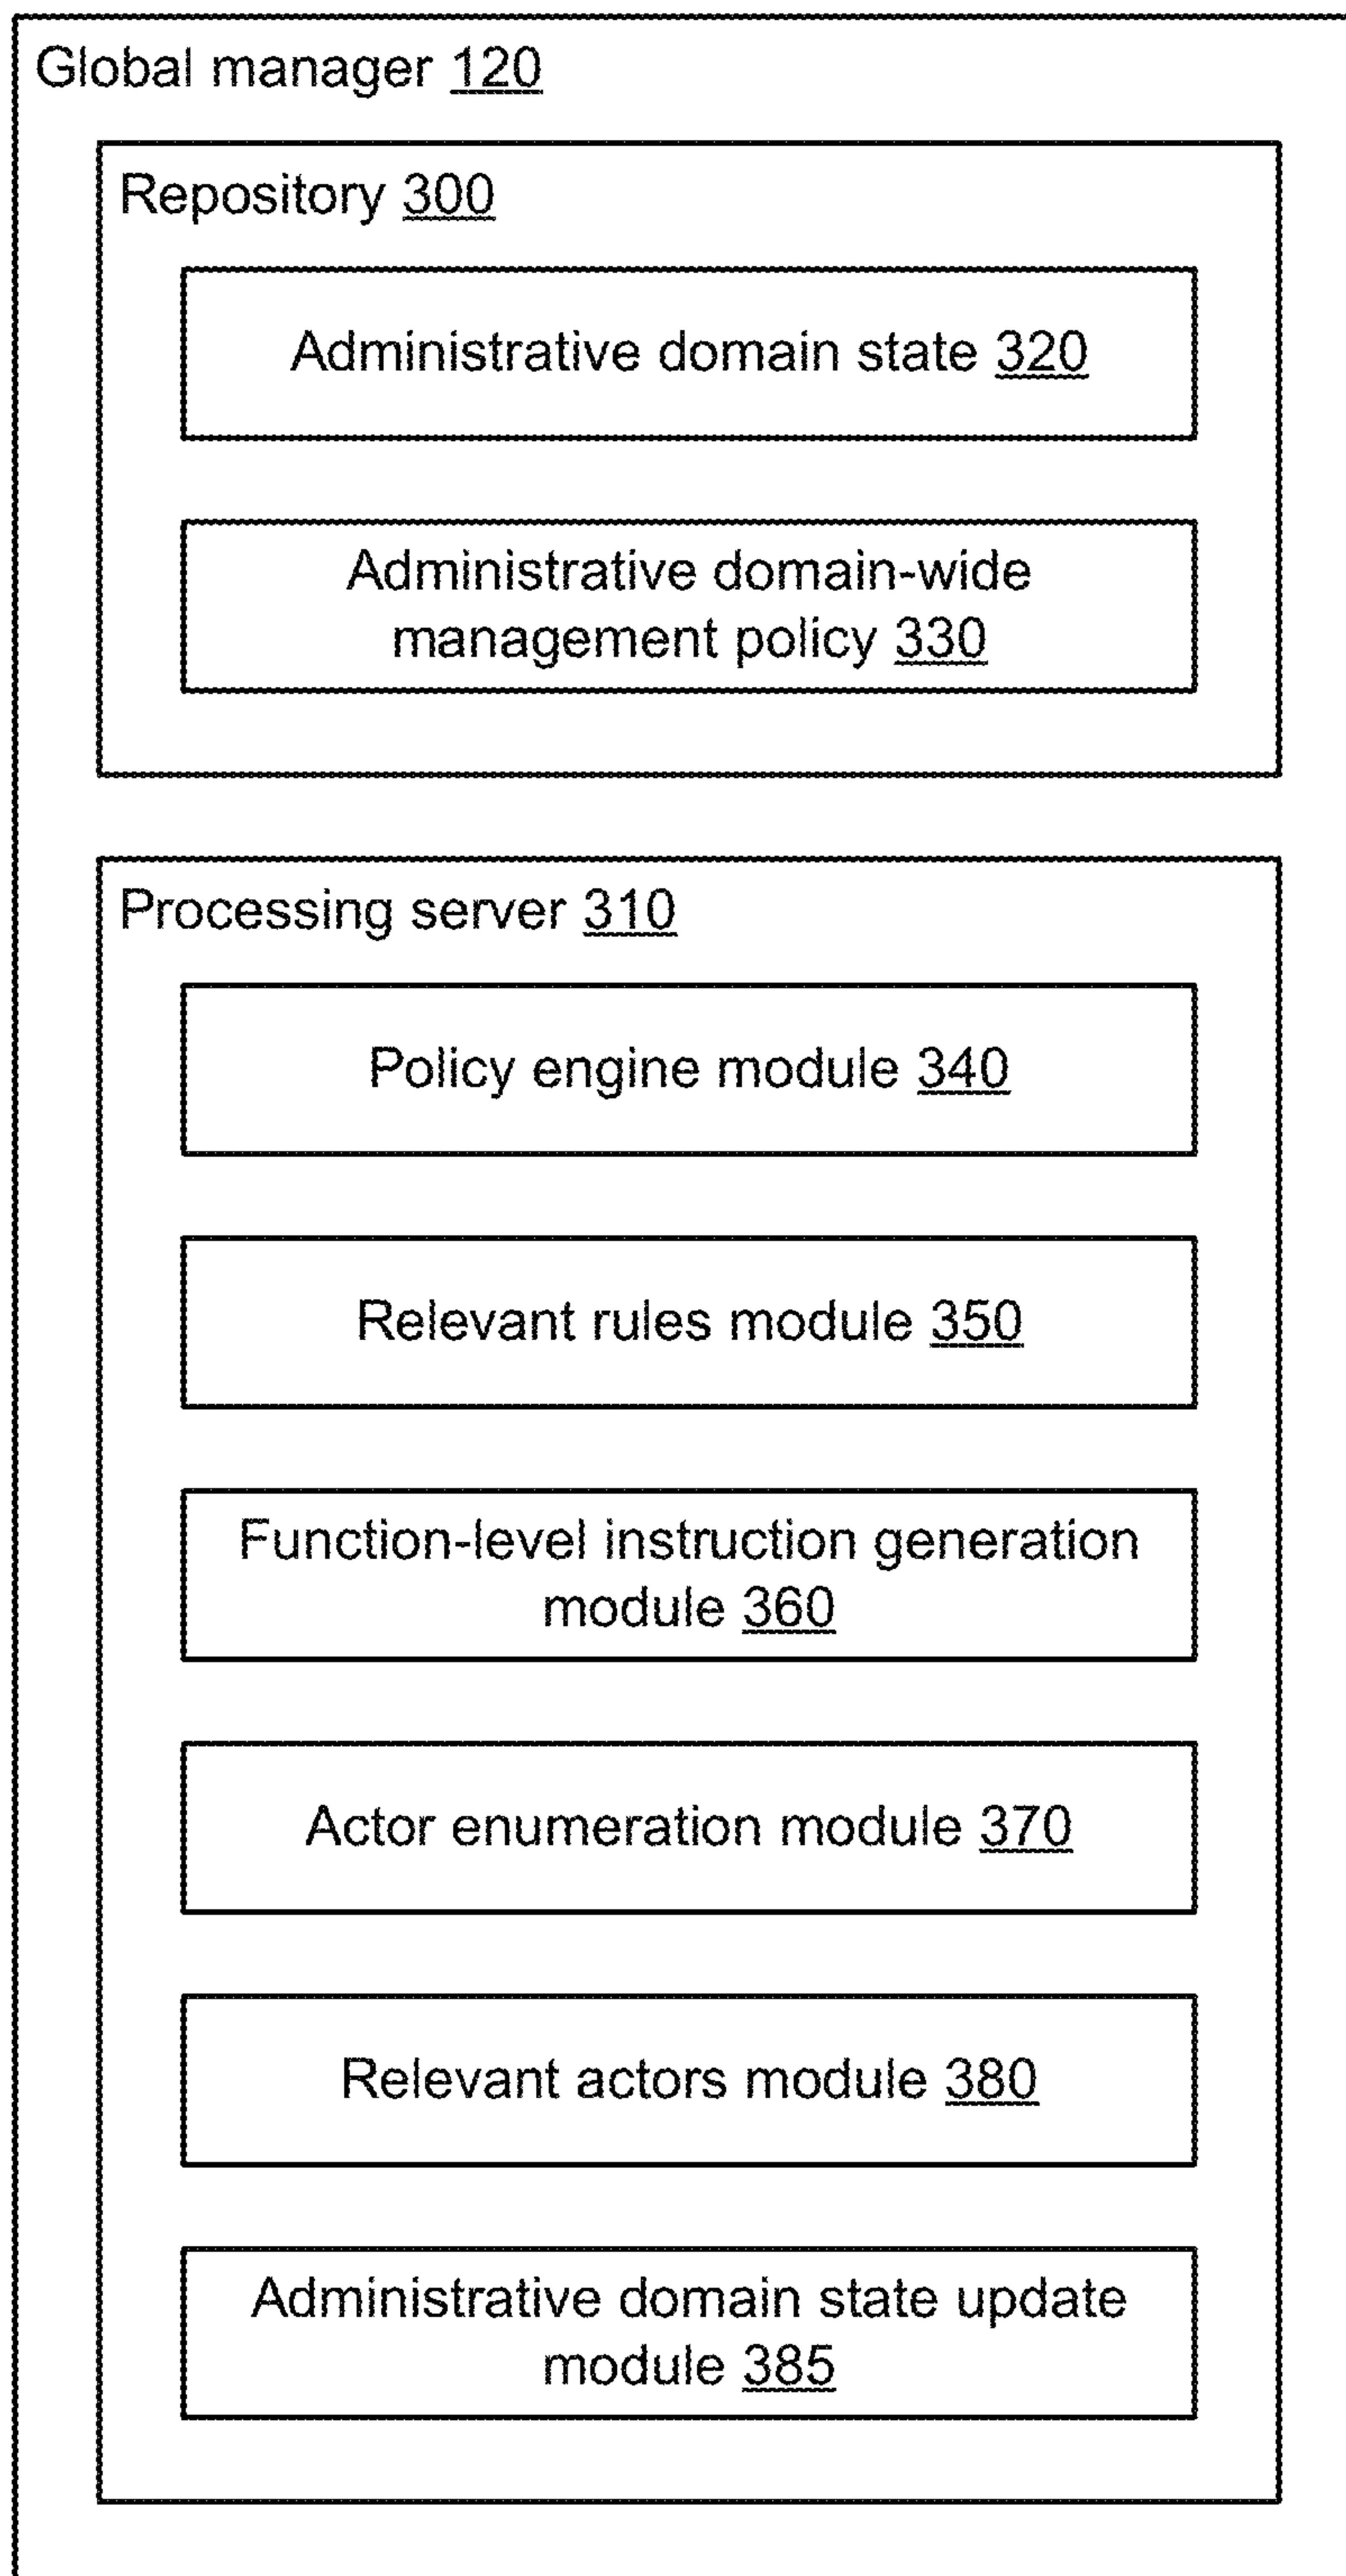 Global manager 120
Repository 300
Administrative domain state 320
Administrative domain-wide
management policy 330
Processing server 310
Policy engine module 340
Relevant rules module 350
Function-level instruction generation
module 360
Actor enumeration module 370
Relevant actors module 380
Administrative domain state update
module 385